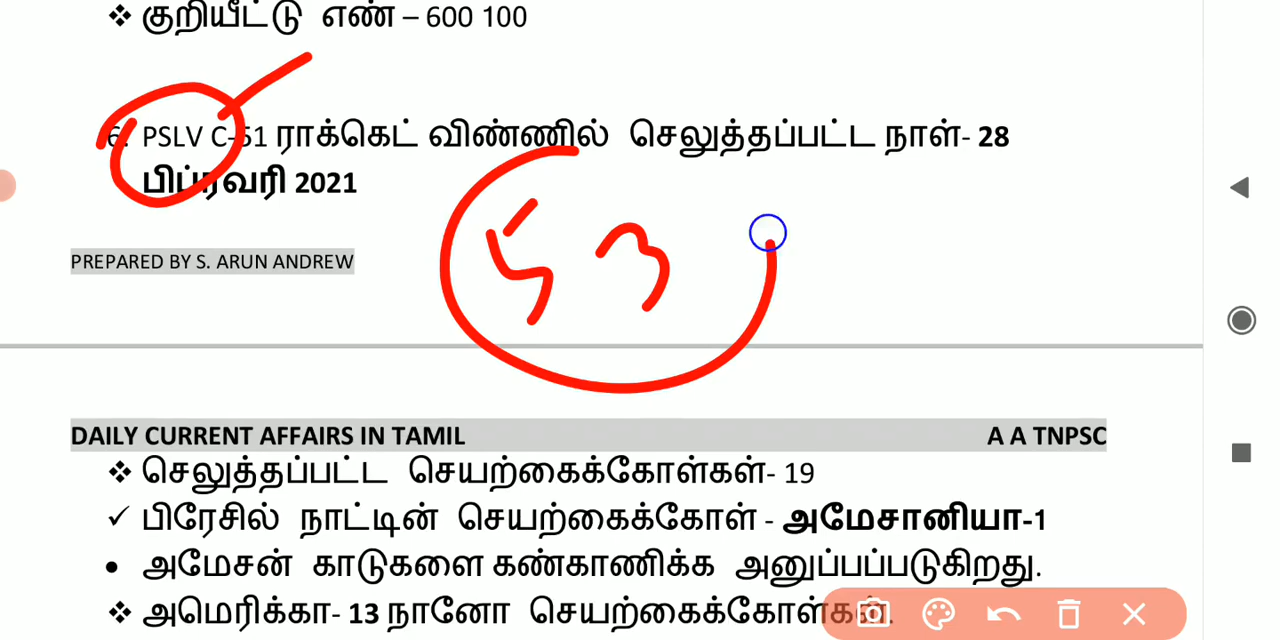 ❖ குறியீட்டு எண் – 600 100
6. PSLV C-51 ராக்கெட் விண்ணில் செலுத்தப்பட்ட நாள்- 28
பிப்ரவரி 2021
53
PREPARED BY S. ARUN ANDREW
DAILY CURRENT AFFAIRS IN TAMIL A A TNPSC
❖ செலுத்தப்பட்ட செயற்கைக்கோள்கள்- 19
✓ பிரேசில் நாட்டின் செயற்கைக்கோள் - அமேசானியா-1
• அமேசன் காடுகளை கண்காணிக்க அனுப்பப்படுகிறது.
❖ அமெரிக்கா- 13 நானோ செயற்கைக்கோள்கள்.